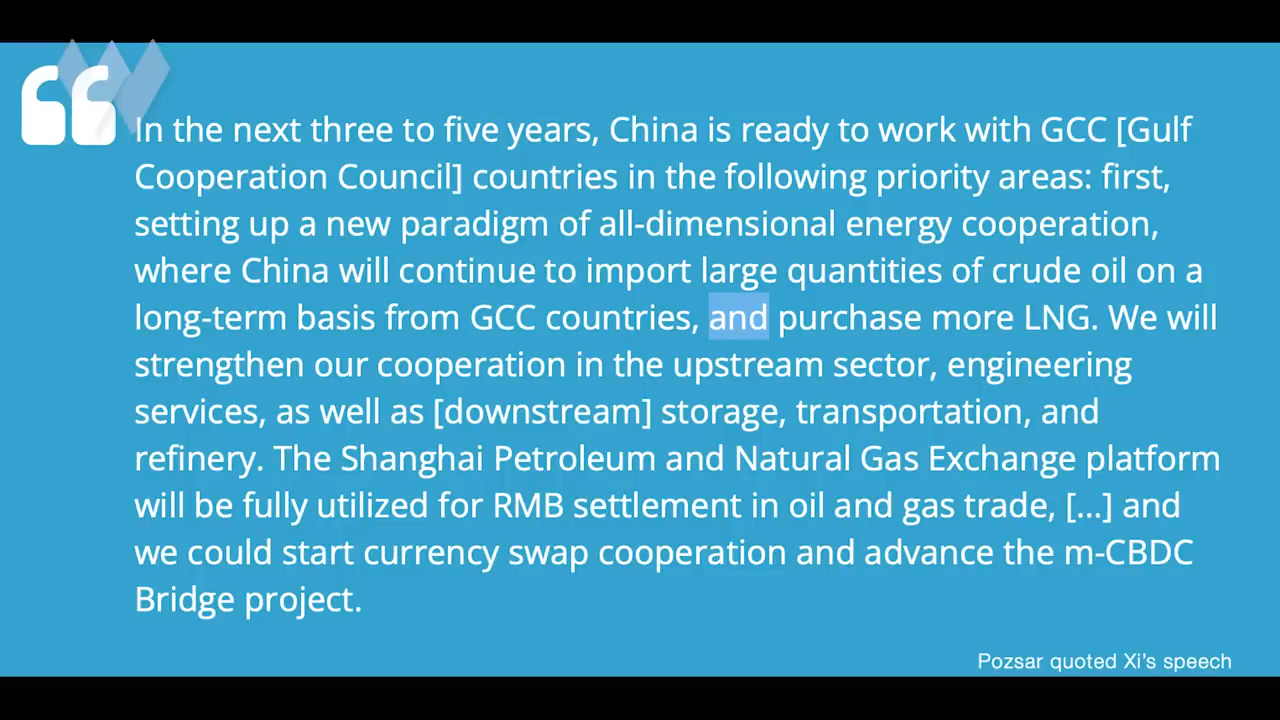 In the next three to five years, China is ready to work with GCC [Gulf
Cooperation Council] countries in the following priority areas: first,
setting up a new paradigm of all-dimensional energy cooperation,
where China will continue to import large quantities of crude oil on a
long-term basis from GCC countries, and purchase more LNG. We will
strengthen our cooperation in the upstream sector, engineering
services, as well as [downstream] storage, transportation, and
refinery. The Shanghai Petroleum and Natural Gas Exchange platform
will be fully utilized for RMB settlement in oil and gas trade, [...] and
we could start currency swap cooperation and advance the m-CBDC
Bridge project.
Pozsar quoted Xi's speech